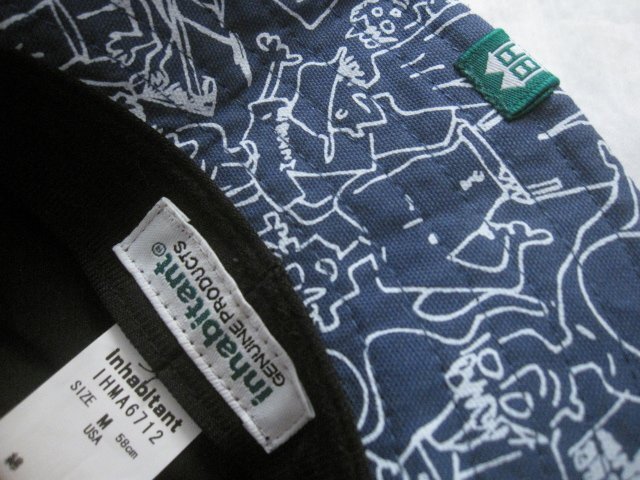 inhabitant®
GENUINE PRODUCTS
Inhabitant
IHMA6712
SIZE M 58cm
USA
M